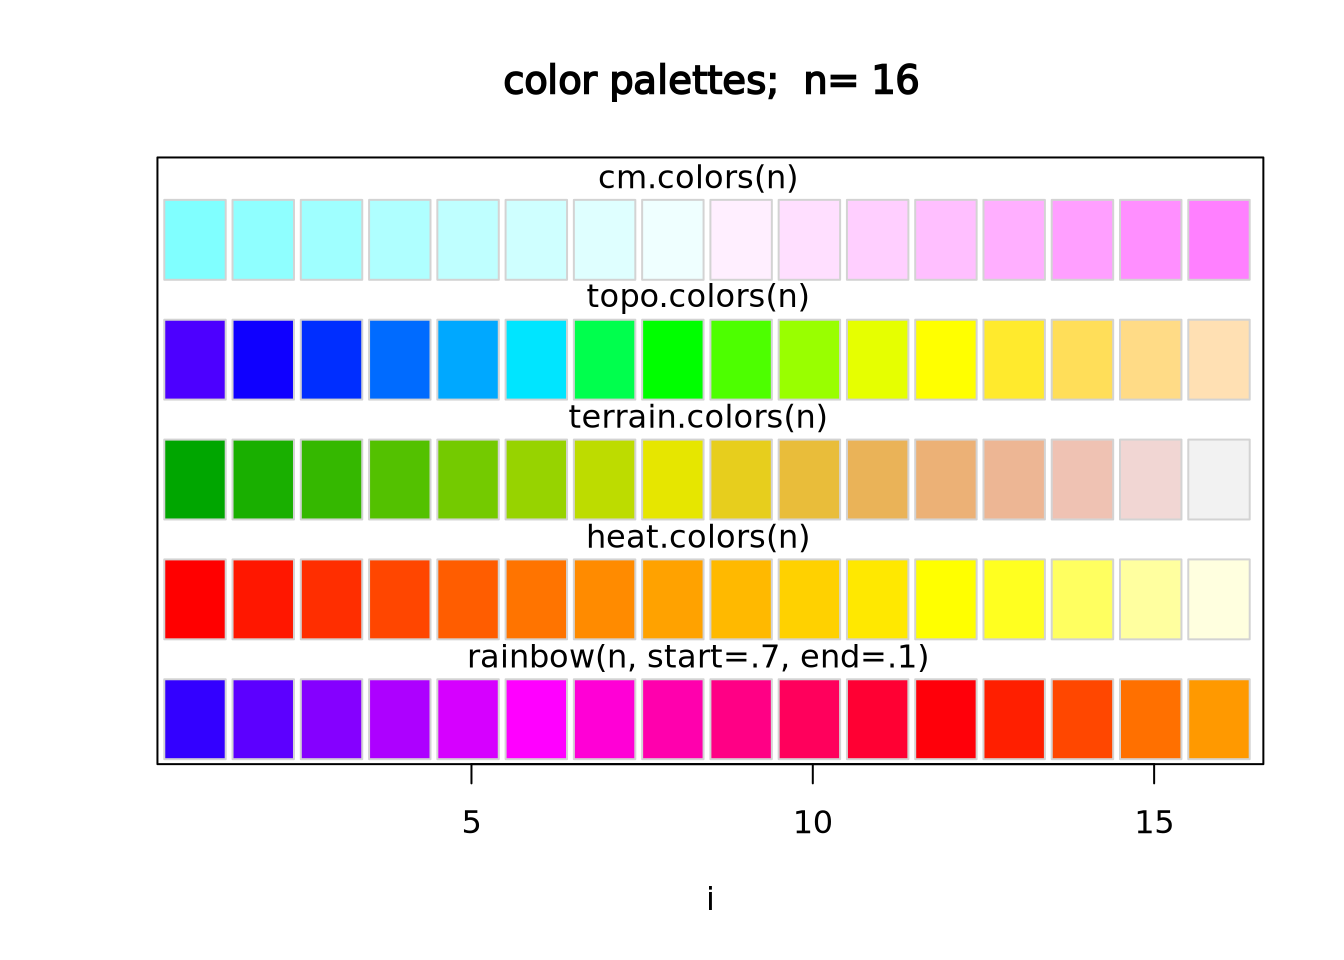 color palettes;  n= 16
cm.colors(n)
topo.colors(n)
terrain.colors(n)
heat.colors(n)
rainbow(n, start=.7, end=.1)
5 10 15
i